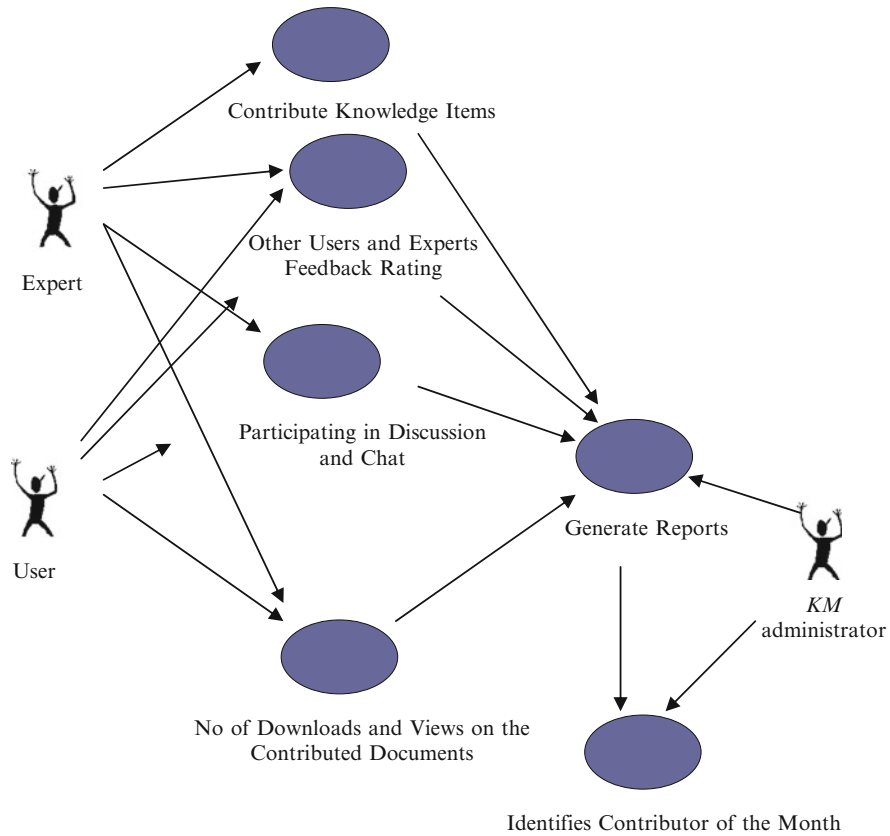 Contribute Knowledge Items
Other Users and Experts
Feedback Rating
Expert
Participating in Discussion
and Chat
User
Generate Reports
KM
administrator
No of Downloads and Views on the
Contributed Documents
Identifies Contributor of the Month